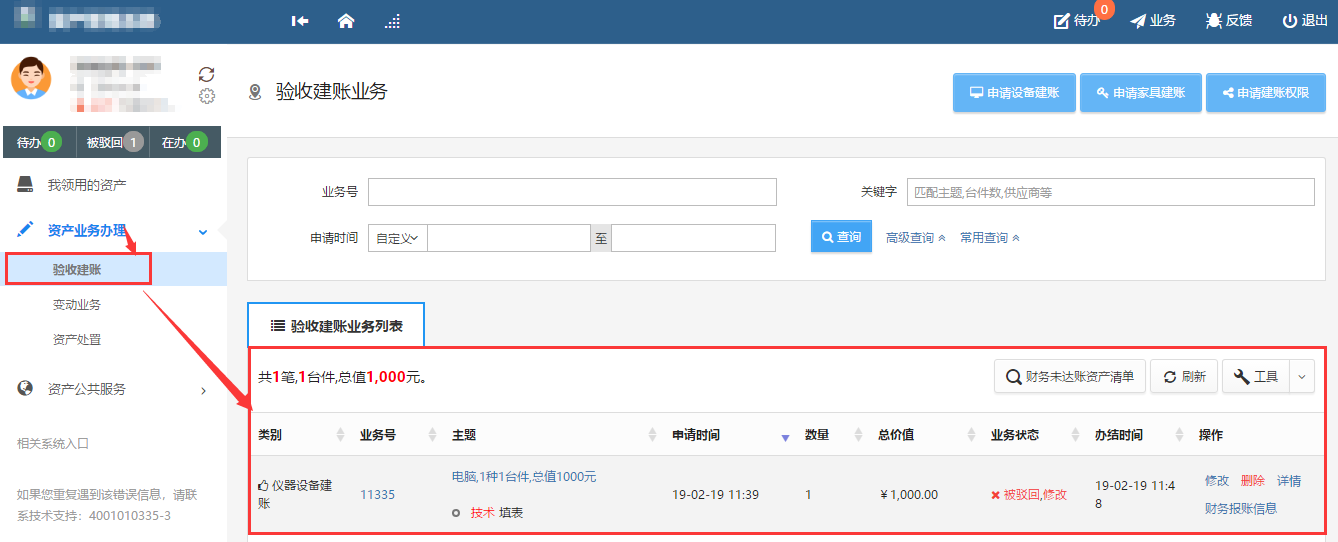 待办 0 业务 反馈 退出
待办 0 被驳回 1 在办 0
我领用的资产
资产业务办理
验收建账
变动业务
资产处置
资产公共服务
相关系统入口
如果您重复遇到该错误信息，请联
系技术支持：4001010335-3
验收建账业务
申请设备建账 申请家具建账 申请建账权限
业务号 关键字 匹配主题,台件数,供应商等
申请时间 自定义 至 查询 高级查询 常用查询
验收建账业务列表
共1笔,1台件,总值1,000元。 财务未达账资产清单 刷新 工具
类别 业务号 主题 申请时间 数量 总价值 业务状态 办结时间 操作
仪器设备建
账
11335
电脑,1种1台件,总值1000元
技术 填表
19-02-19 11:39
1
￥1,000.00
被驳回,修改
19-02-19 11:4
8
修改 删除 详情
财务报账信息